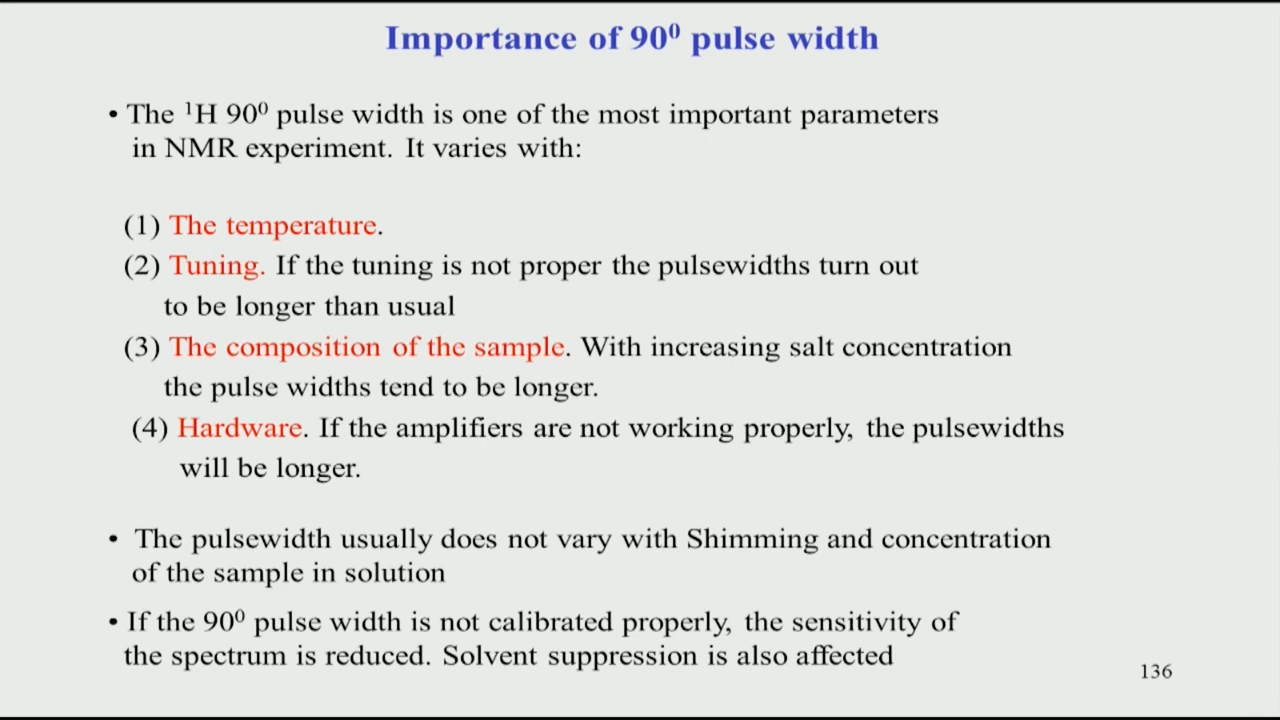 Importance of 90⁰ pulse width
• The ¹H 90⁰ pulse width is one of the most important parameters
in NMR experiment. It varies with:
(1) The temperature.
(2) Tuning. If the tuning is not proper the pulsewidths turn out
to be longer than usual
(3) The composition of the sample. With increasing salt concentration
the pulse widths tend to be longer.
(4) Hardware. If the amplifiers are not working properly, the pulsewidths
will be longer.
• The pulsewidth usually does not vary with Shimming and concentration
of the sample in solution
• If the 90⁰ pulse width is not calibrated properly, the sensitivity of
the spectrum is reduced. Solvent suppression is also affected
136